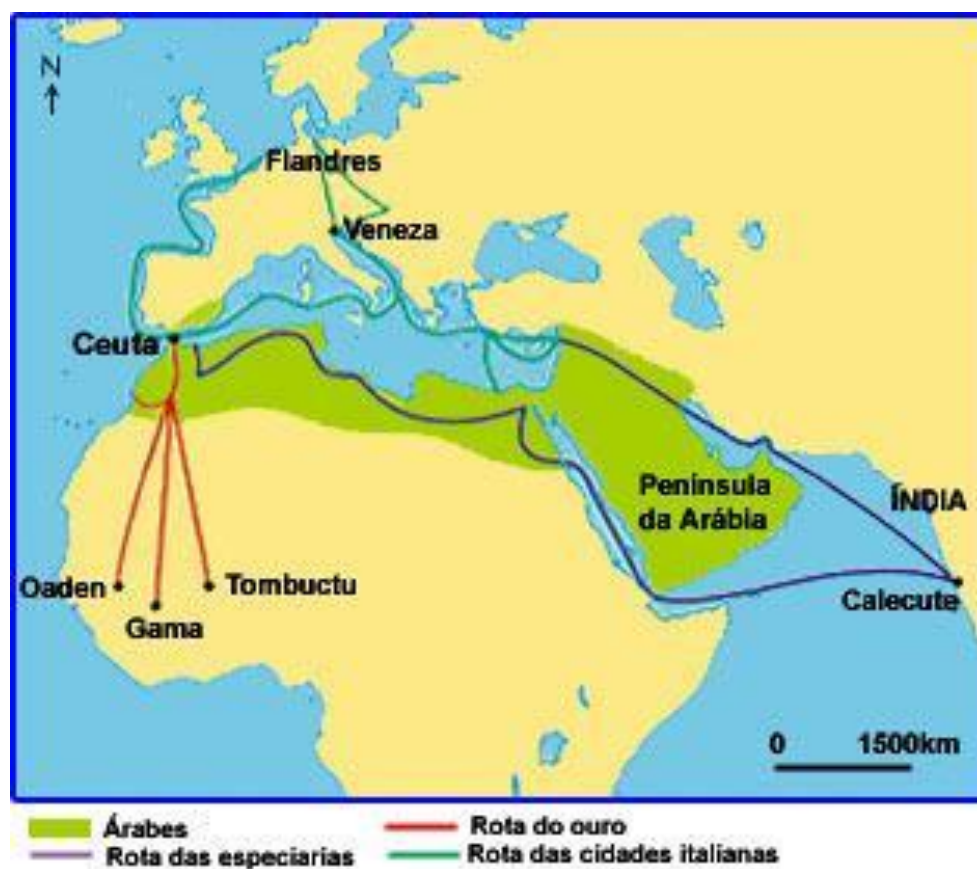 N
Flandres
Veneza
Ceuta
Península
da Arábia
ÍNDIA
Oaden
Tombuctu
Calecute
Gama
0 1500km
Árabes
Rota do ouro
Rota das especiarias
Rota das cidades italianas